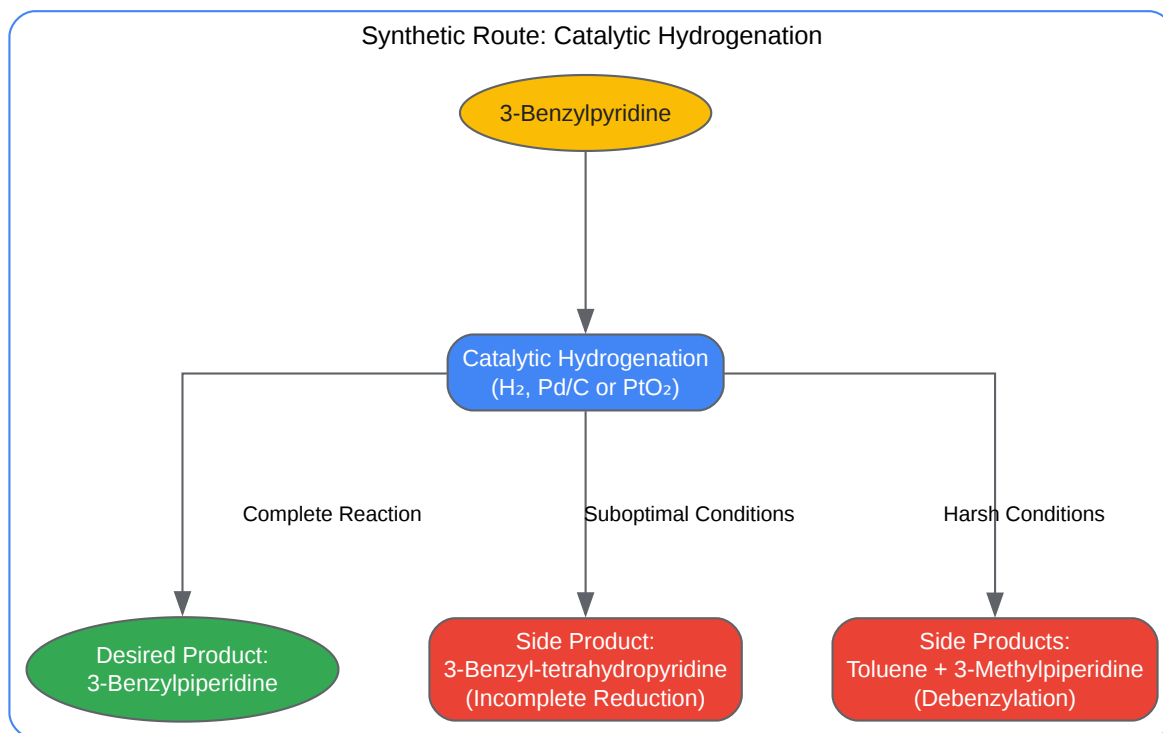 Synthetic Route: Catalytic Hydrogenation
3-Benzylpyridine
Catalytic Hydrogenation
(H₂, Pd/C or PtO₂)
Complete Reaction
Suboptimal Conditions
Harsh Conditions
Desired Product:
3-Benzylpiperidine
Side Product:
3-Benzyl-tetrahydropyridine
(Incomplete Reduction)
Side Products:
Toluene + 3-Methylpiperidine
(Debenzylation)